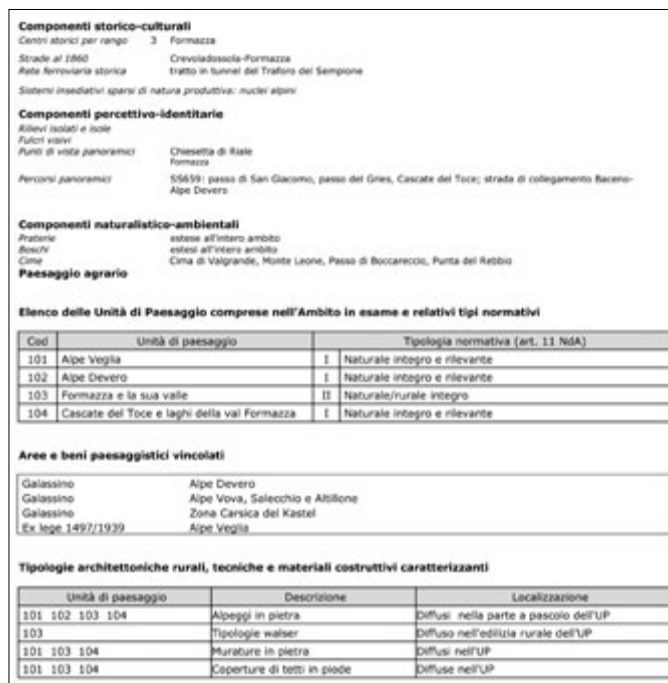 Componenti storico-culturali
Centri storici per rango 3 Formazza
Strade al 1860 Crevoladossola-Formazza
Rete ferroviaria storica tratto in tunnel del Traforo del Sempione
Sistemi insediativi sparsi di natura produttiva: nuclei alpini
Componenti percettivo-identitarie
Rilievi isolati e isole
Fulcri visivi
Punti di vista panoramici Chiesetta di Riale
Formazza
Percorsi panoramici SS659: passo di San Giacomo, passo del Gries, Cascate del Toce; strada di collegamento Baceno-
Alpe Devero
Componenti naturalistico-ambientali
Praterie estese all'intero ambito
Boschi estesi all'intero ambito
Cime Cima di Valgrande, Monte Leone, Passo di Boccareccio, Punta del Rebbio
Paesaggio agrario
Elenco delle Unità di Paesaggio comprese nell'Ambito in esame e relativi tipi normativi
Cod Unità di paesaggio Tipologia normativa (art. 11 NdA)
101 Alpe Veglia I Naturale integro e rilevante
102 Alpe Devero I Naturale integro e rilevante
103 Formazza e la sua valle II Naturale/rurale integro
104 Cascate del Toce e laghi della val Formazza I Naturale integro e rilevante
Aree e beni paesaggistici vincolati
Galassino Alpe Devero
Galassino Alpe Vova, Salecchio e Altillone
Galassino Zona Carsica del Kastel
Ex lege 1497/1939 Alpe Veglia
Tipologie architettoniche rurali, tecniche e materiali costruttivi caratterizzanti
Unità di paesaggio Descrizione Localizzazione
101 102 103 104 Alpeggi in pietra Diffusi nella parte a pascolo dell'UP
103 Tipologie walser Diffuso nell'edilizia rurale dell'UP
101 103 104 Murature in pietra Diffusi nell'UP
101 103 104 Coperture di tetti in piode Diffuse nell'UP